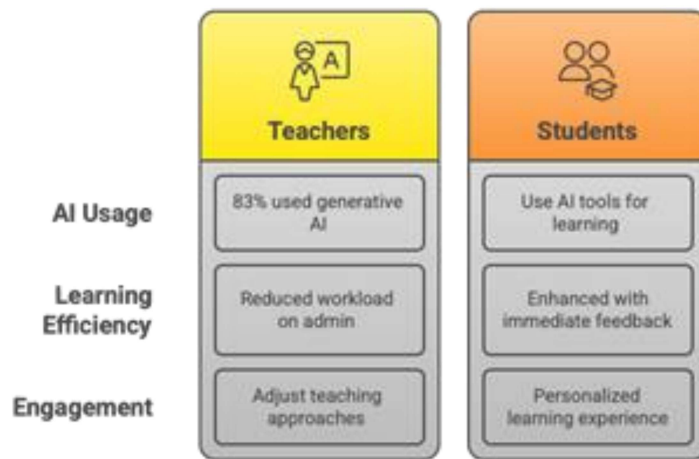 A
Teachers
Students
AI Usage
83% used generative
AI
Use AI tools for
learning
Learning
Efficiency
Reduced workload
on admin
Enhanced with
immediate feedback
Engagement
Adjust teaching
approaches
Personalized
learning experience